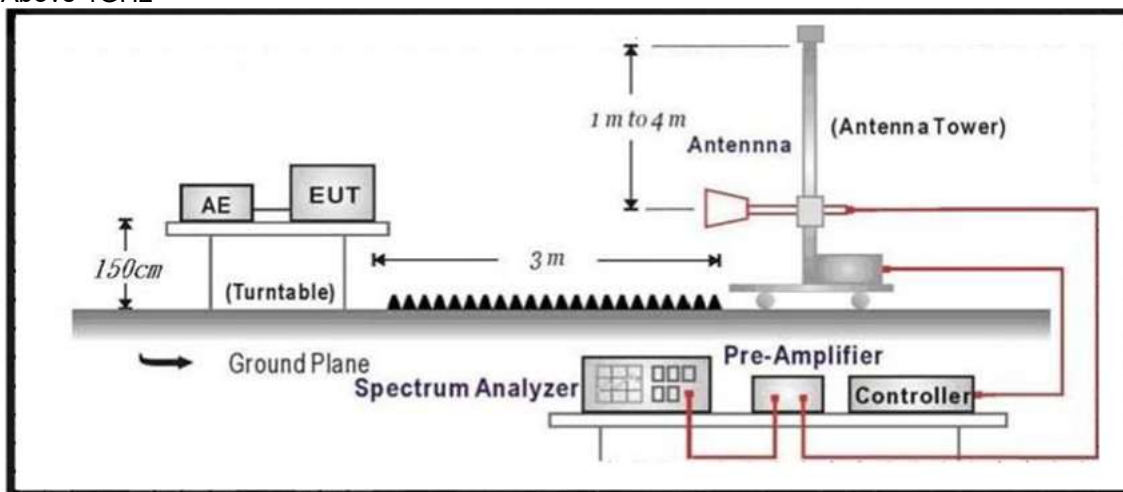 Above 1GHz
1 m to 4 m
(Antenna Tower)
Antennna
AE
EUT
150cm
3 m
(Turntable)
Ground Plane
Pre-Amplifier
Spectrum Analyzer
Controller